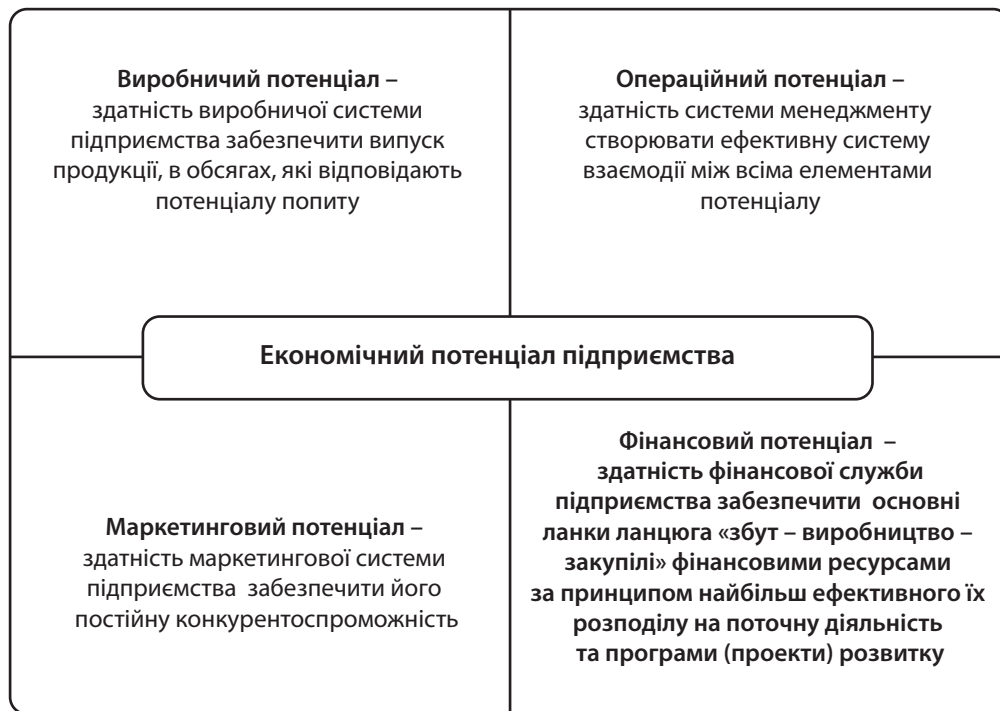 Виробничий потенціал –
здатність виробничої системи
підприємства забезпечити випуск
продукції, в обсягах, які відповідають
потенціалу попиту
Операційний потенціал –
здатність системи менеджменту
створювати ефективну систему
взаємодії між всіма елементами
потенціалу
Економічний потенціал підприємства
Маркетинговий потенціал –
здатність маркетингової системи
підприємства забезпечити його
постійну конкурентоспроможність
Фінансовий потенціал –
здатність фінансової служби
підприємства забезпечити основні
ланки ланцюга «збут – виробництво –
закупілі» фінансовими ресурсами
за принципом найбільш ефективного їх
розподілу на поточну діяльність
та програми (проекти) розвитку